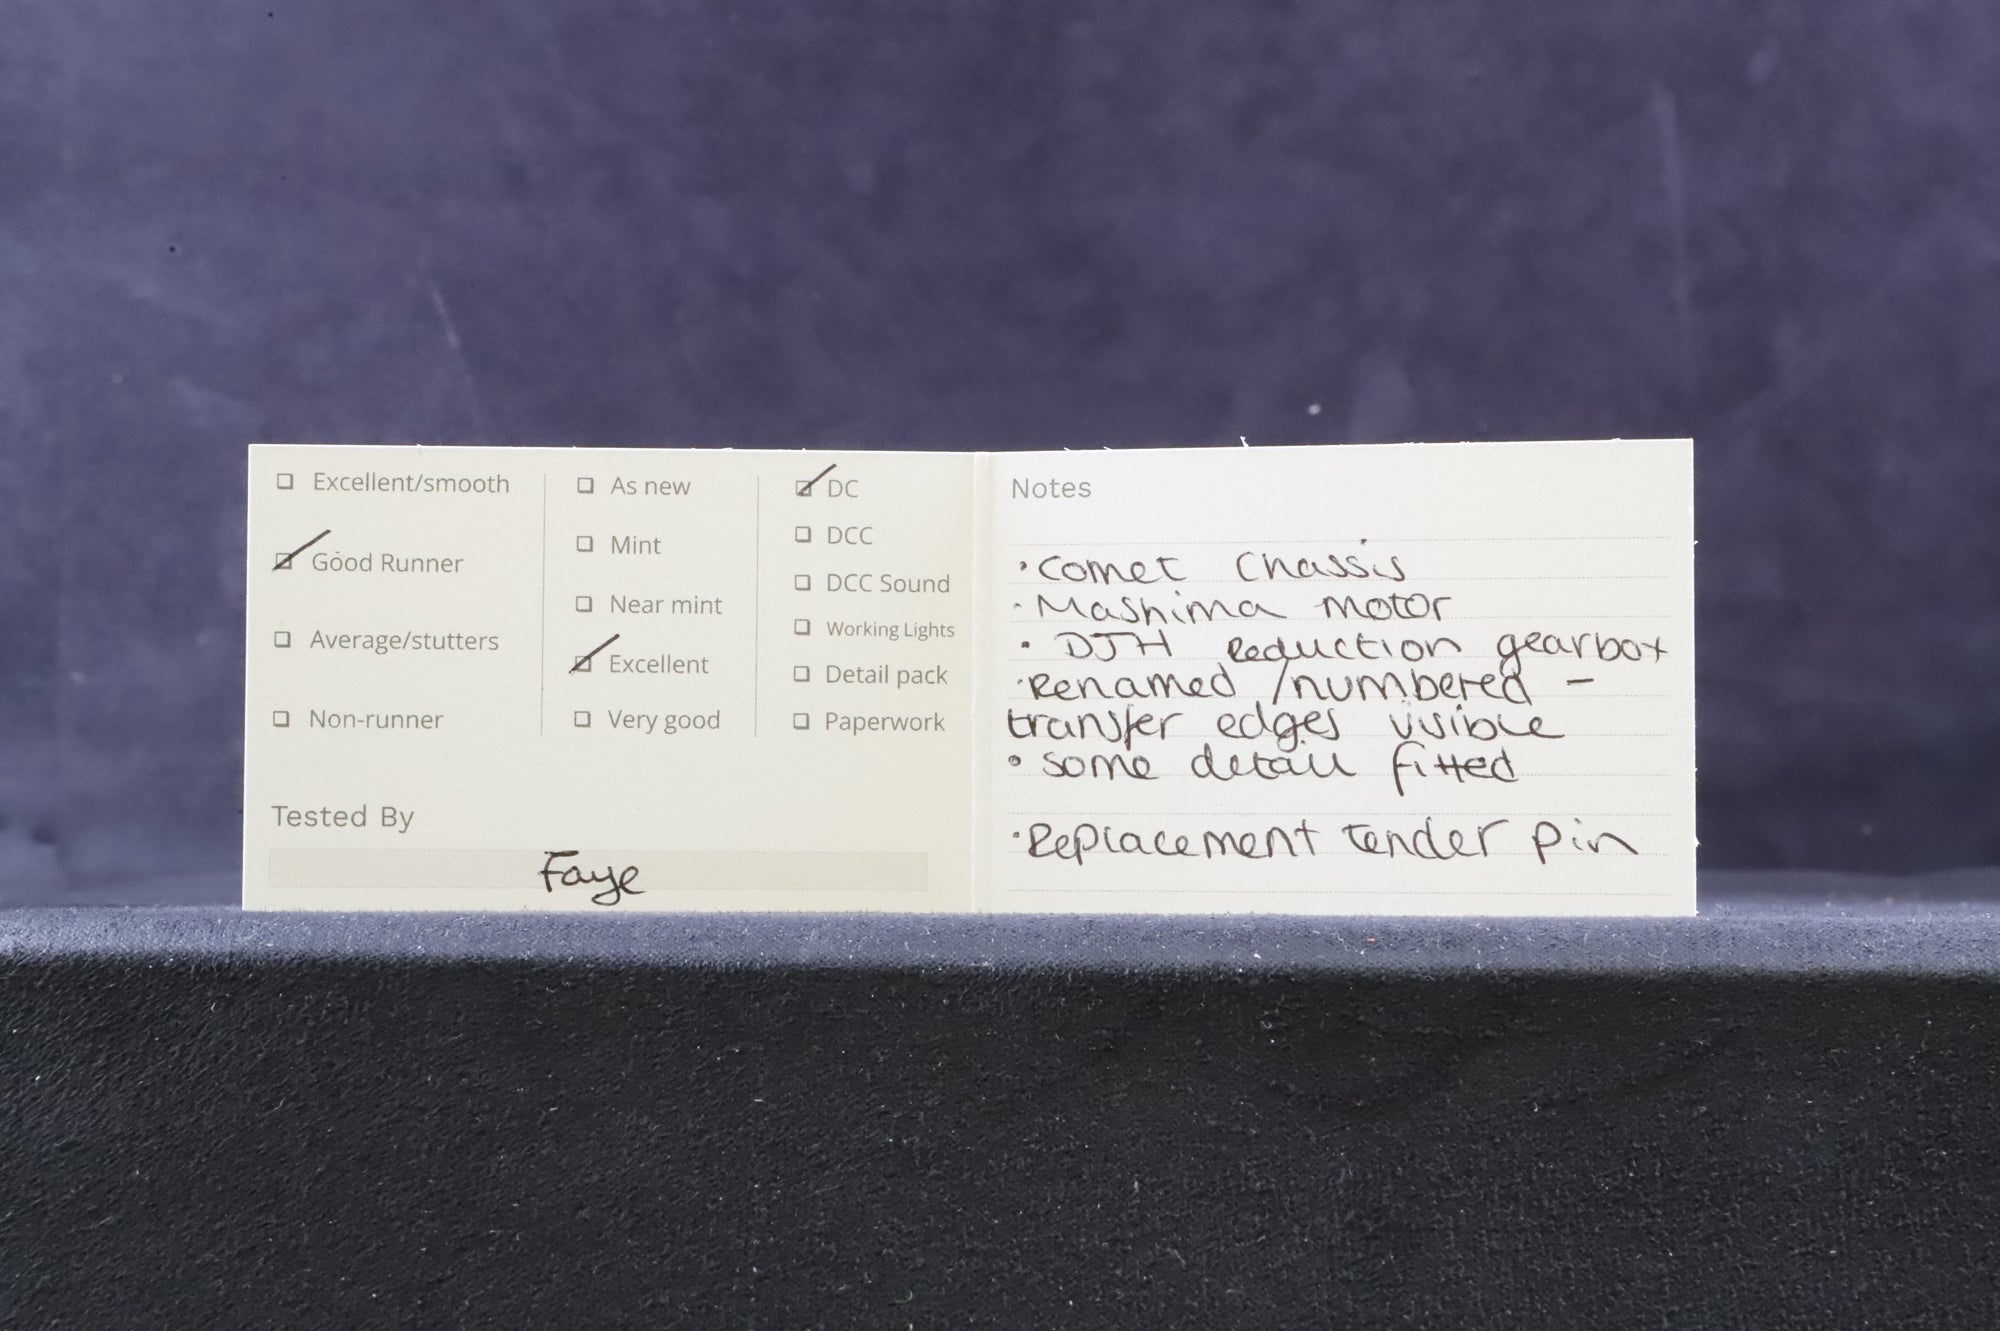 Excellent/smooth
Good Runner
Average/stutters
Non-runner
As new
Mint
Near mint
Excellent
Very good
DC
DCC
DCC Sound
Working Lights
Detail pack
Paperwork
Tested By
Faye
Notes
• Comet Chassis
• Mashima motor
• DJH Reduction gearbox
• Renamed /numbered -
transfer edges visible
• some detail fitted
• Replacement tender pin